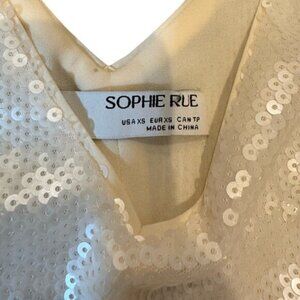 SOPHIE RUE
USA XS EUR XS CAN TP
MADE IN CHINA